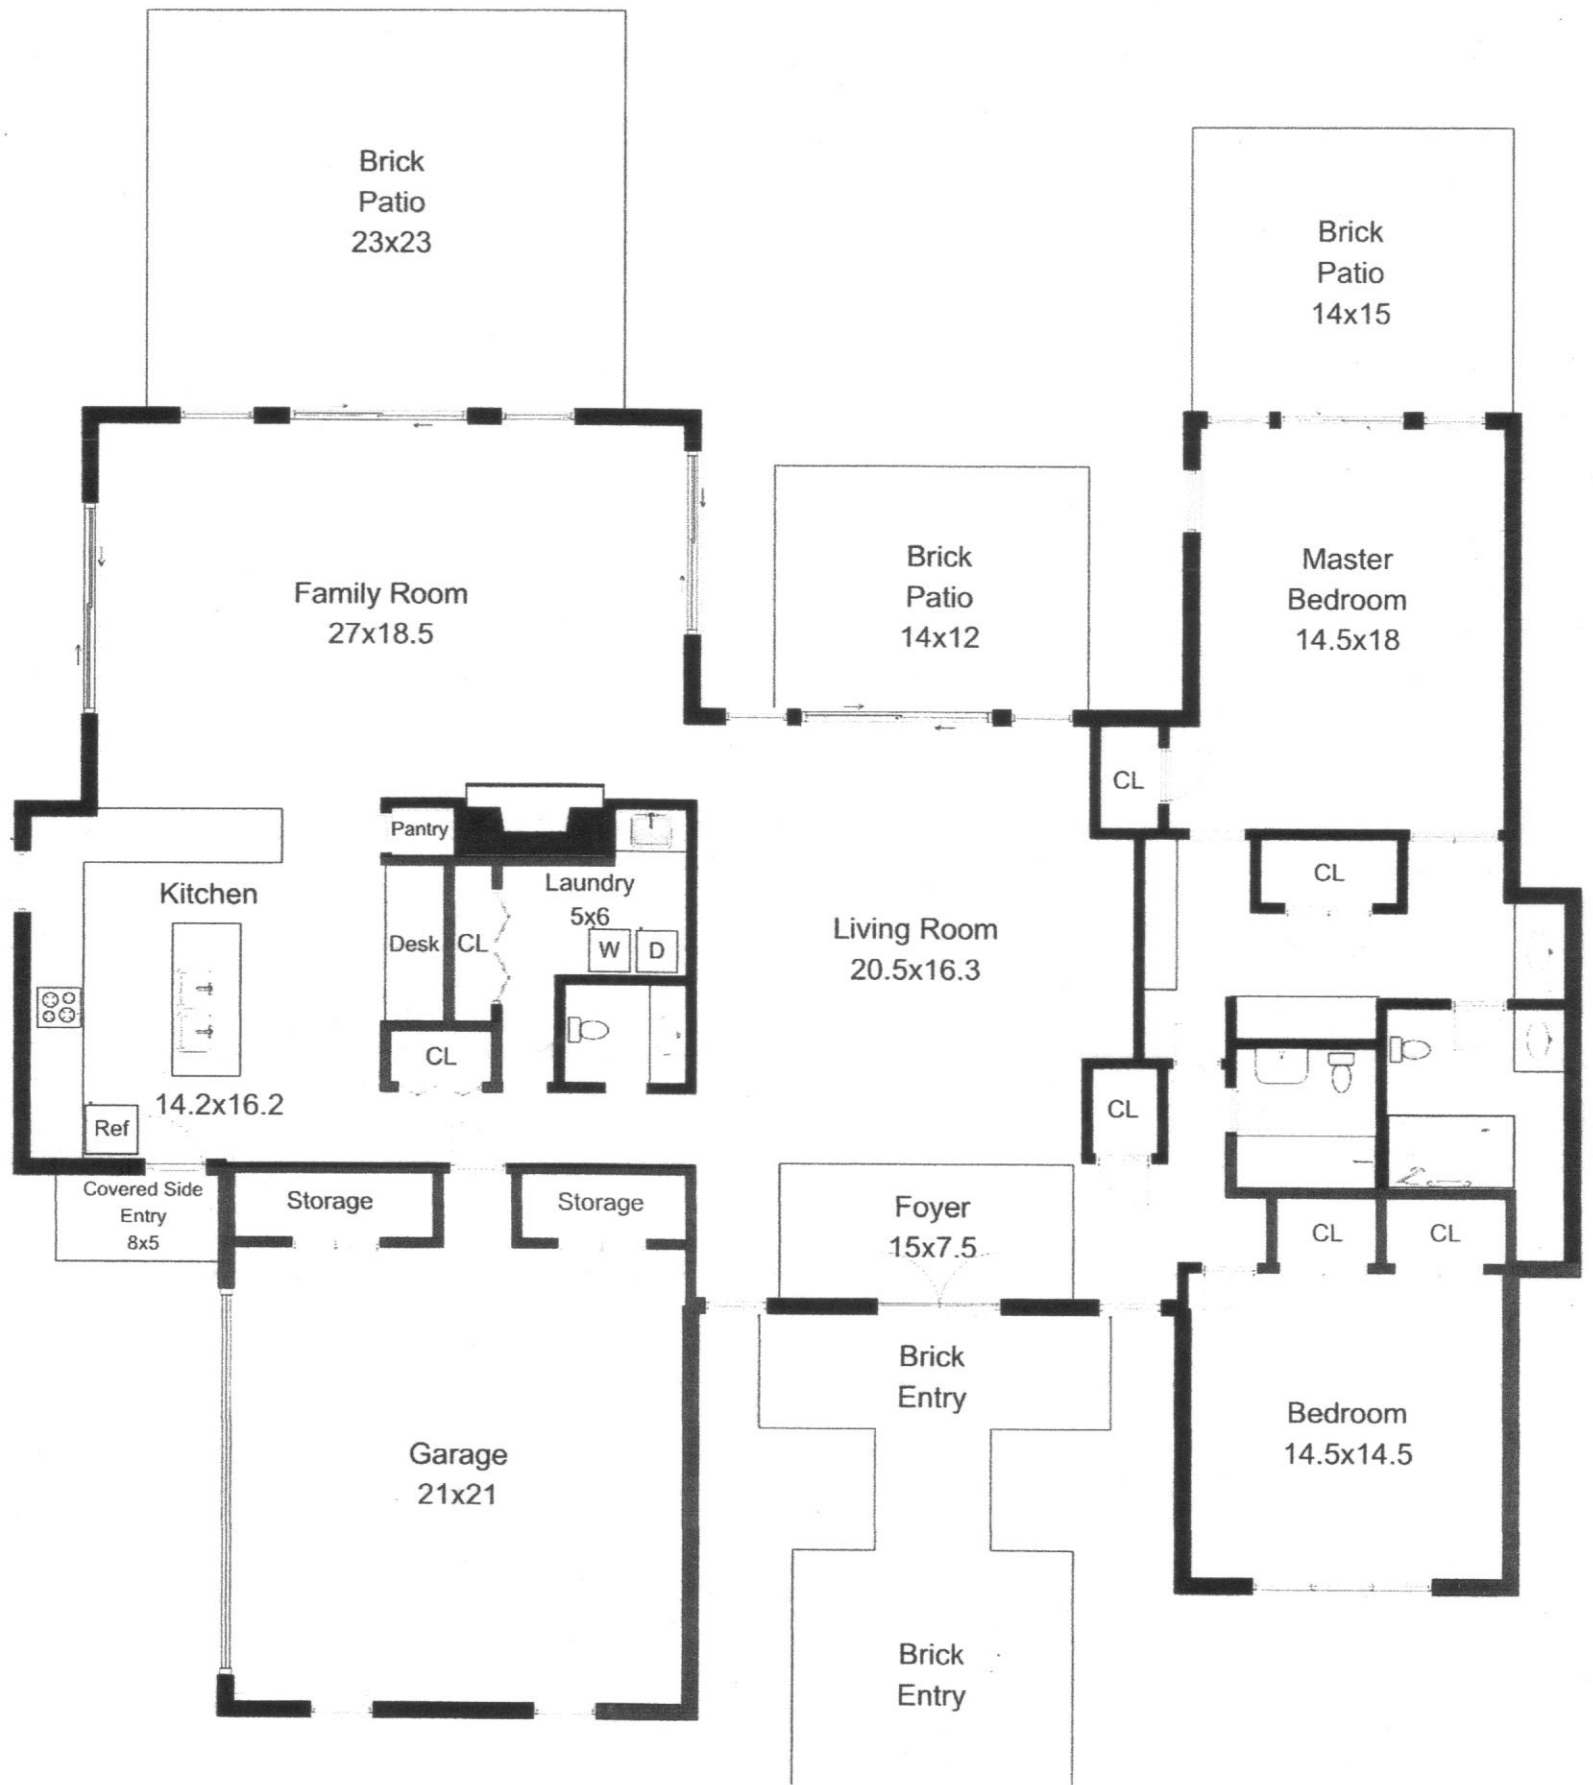 Brick
Patio
23x23
Brick
Patio
14x15
Brick
Patio
14x12
Family Room
27x18.5
Master
Bedroom
14.5x18
CL
Pantry
Kitchen
Laundry
5x6
CL
Desk
CL
W
D
Living Room
20.5x16.3
CL
14.2x16.2
Ref
CL
Covered Side
Entry
8x5
Storage
Storage
Foyer
15x7.5
CL
CL
Brick
Entry
Garage
21x21
Bedroom
14.5x14.5
Brick
Entry